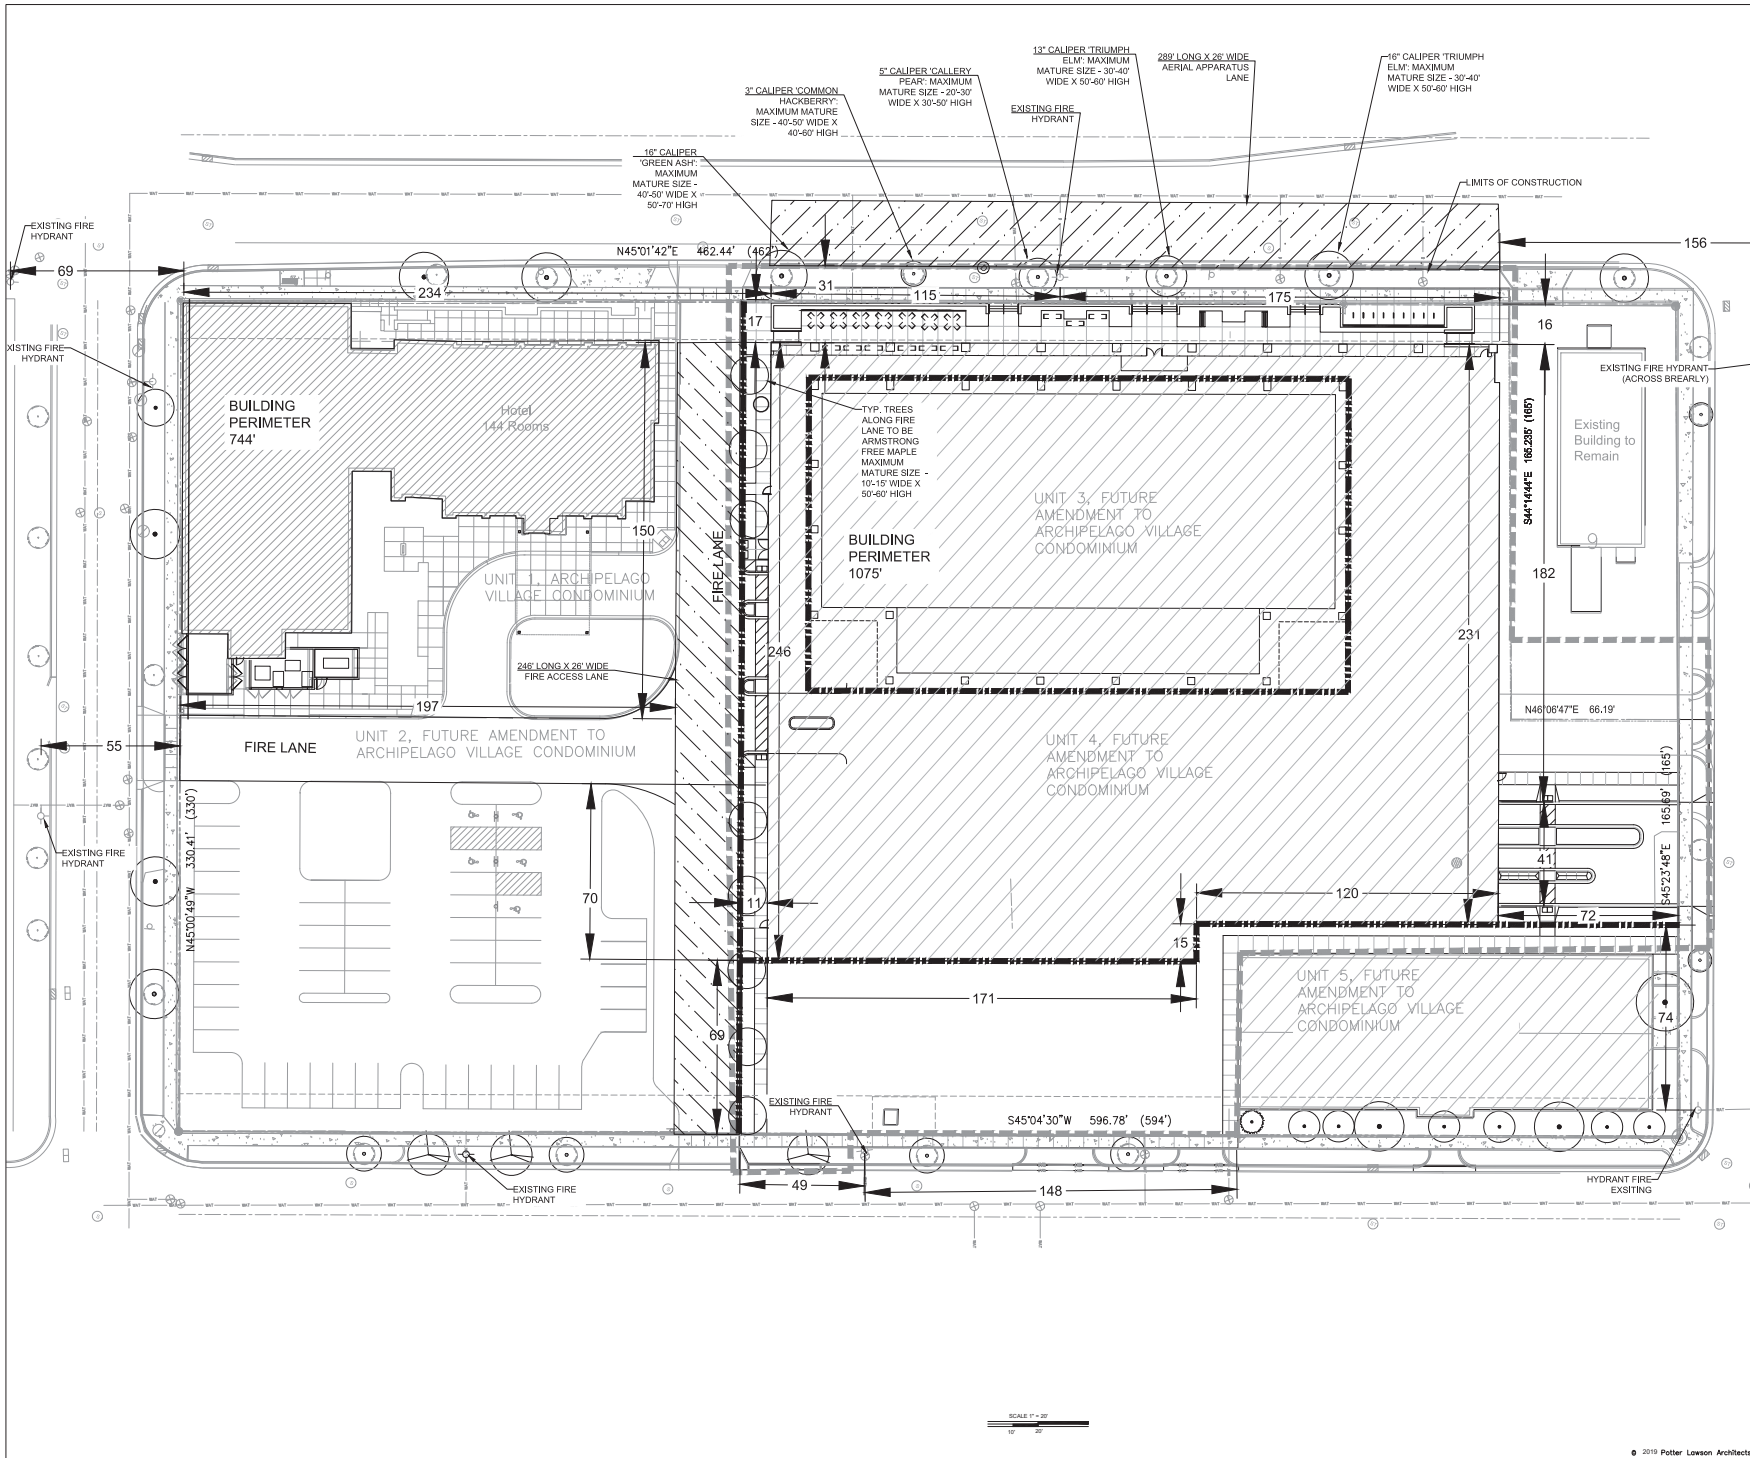 13" CALIPER 'TRIUMPH
ELM': MAXIMUM
MATURE SIZE - 30'-40'
WIDE X 50'-60' HIGH
289' LONG X 26' WIDE
AERIAL APPARATUS
LANE
16" CALIPER 'TRIUMPH
ELM': MAXIMUM
MATURE SIZE - 30'-40'
WIDE X 50'-60' HIGH
5" CALIPER 'CALLERY
PEAR': MAXIMUM
MATURE SIZE - 20'-30'
WIDE X 30'-50' HIGH
3" CALIPER 'COMMON
HACKBERRY':
MAXIMUM MATURE
SIZE - 40'-50' WIDE X
40'-60' HIGH
EXISTING FIRE
HYDRANT
16" CALIPER
'GREEN ASH':
MAXIMUM
MATURE SIZE -
40'-50' WIDE X
50'-70' HIGH
LIMITS OF CONSTRUCTION
EXISTING FIRE
HYDRANT
N45°01'42"E 462.44' (462')
156
69
234
31
115
175
17
16
XISTING FIRE
HYDRANT
EXISTING FIRE HYDRANT
(ACROSS BREARLY)
BUILDING
PERIMETER
744'
Hotel
144 Rooms
TYP. TREES
ALONG FIRE
LANE TO BE
ARMSTRONG
FREE MAPLE
MAXIMUM
MATURE SIZE -
10'-15' WIDE X
50'-60' HIGH
S44°14'44"E 165.235' (165')
Existing
Building to
Remain
UNIT 3, FUTURE
AMENDMENT TO
ARCHIPELAGO VILLAGE
CONDOMINIUM
150
BUILDING
PERIMETER
1075'
FIRE LANE
182
UNIT 1, ARCHIPELAGO
VILLAGE CONDOMINIUM
231
246
246' LONG X 26' WIDE
FIRE ACCESS LANE
197
N46°06'47"E 66.19'
55
FIRE LANE
UNIT 2, FUTURE AMENDMENT TO
ARCHIPELAGO VILLAGE CONDOMINIUM
UNIT 4, FUTURE
AMENDMENT TO
ARCHIPELAGO VILLAGE
CONDOMINIUM
N45°00'49"W 330.41' (330')
S45°23'48"E 165.69' (165')
EXISTING FIRE
HYDRANT
41
70
11
120
72
15
UNIT 5, FUTURE
AMENDMENT TO
ARCHIPELAGO VILLAGE
CONDOMINIUM
171
74
69
EXISTING FIRE
HYDRANT
S45°04'30"W 596.78' (594')
EXISTING FIRE
HYDRANT
49
148
HYDRANT FIRE
EXSITING
SCALE 1" = 20'
10' 20'
© 2019 Potter Lawson Architects